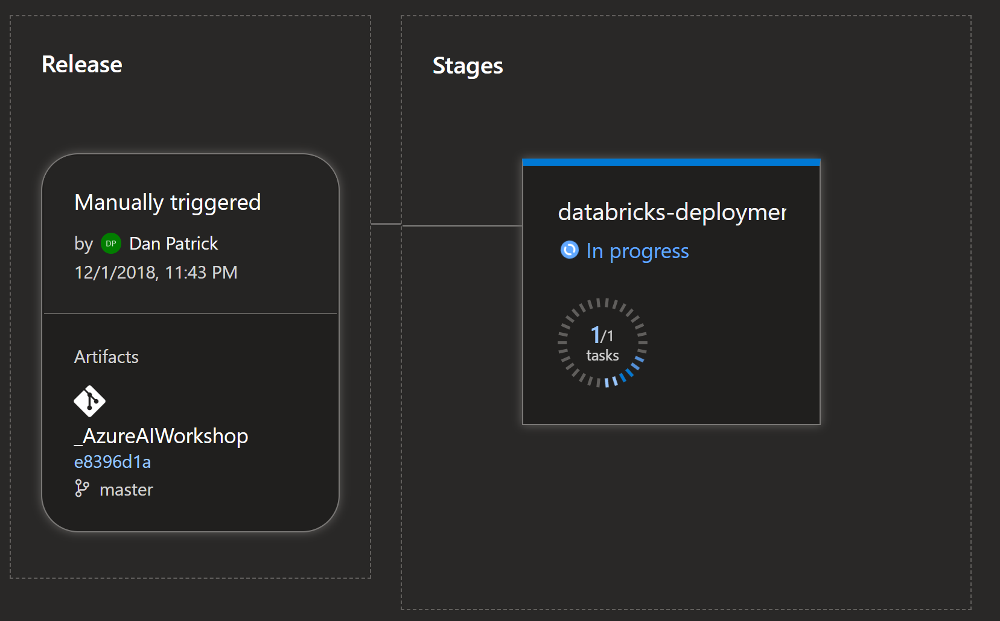 Release
Manually triggered
by DP Dan Patrick
12/1/2018, 11:43 PM
Artifacts
_AzureAIWorkshop
e8396d1a
master
Stages
databricks-deploymer
In progress
1/1
tasks